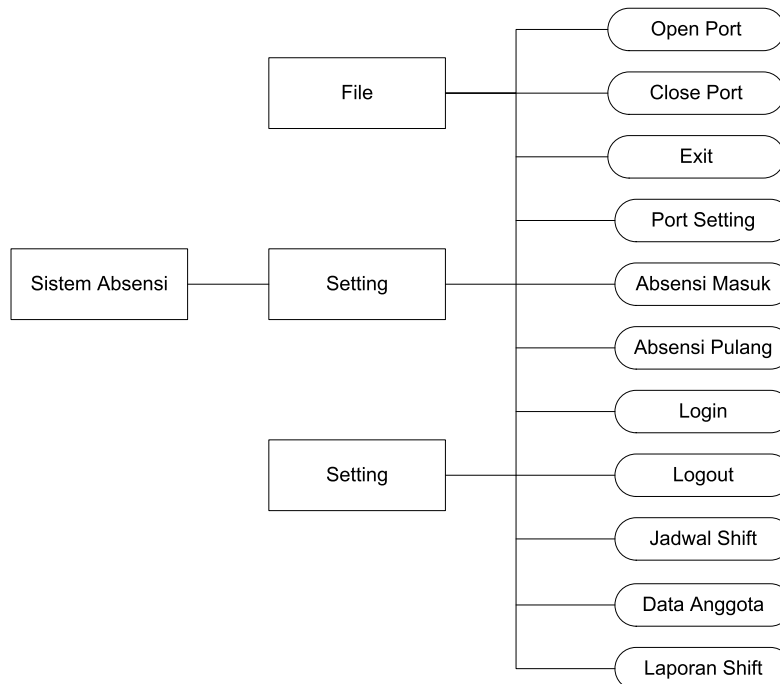 Open Port
File
Close Port
Exit
Port Setting
Sistem Absensi
Setting
Absensi Masuk
Absensi Pulang
Login
Setting
Logout
Jadwal Shift
Data Anggota
Laporan Shift